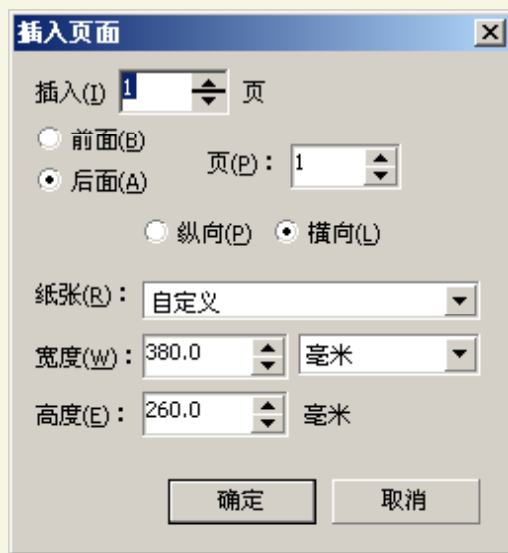 插入页面
插入(I) 1 页
前面(B)
后面(A)
页(P)： 1
纵向(P) 横向(L)
纸张(R)： 自定义
宽度(W)： 380.0 毫米
高度(E)： 260.0 毫米
确定 取消